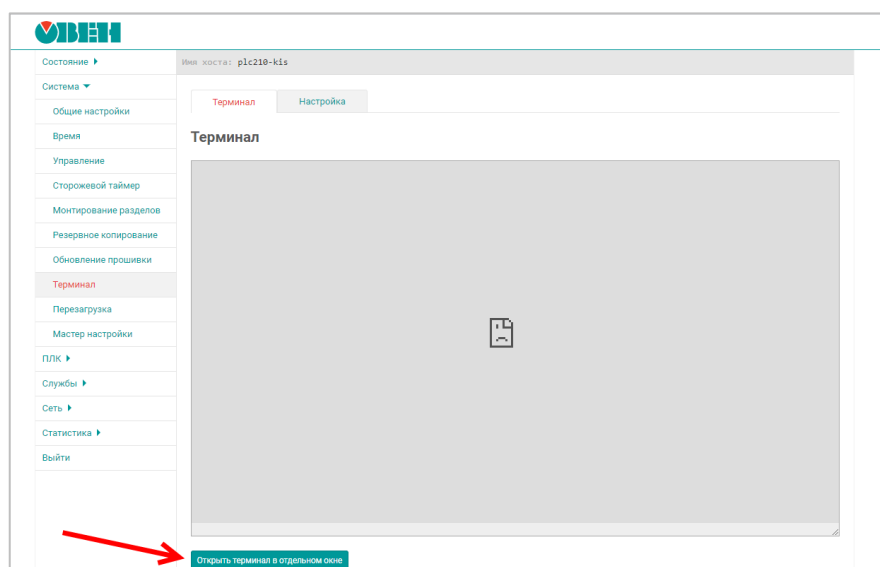 ОВЕН
Состояние
Имя хоста: plc210-kis
Система
Терминал
Настройка
Общие настройки
Время
Терминал
Управление
Сторожевой таймер
Монтирование разделов
Резервное копирование
Обновление прошивки
Терминал
Перезагрузка
Мастер настройки
ПЛК
Службы
Сеть
Статистика
Выйти
Открыть терминал в отдельном окне